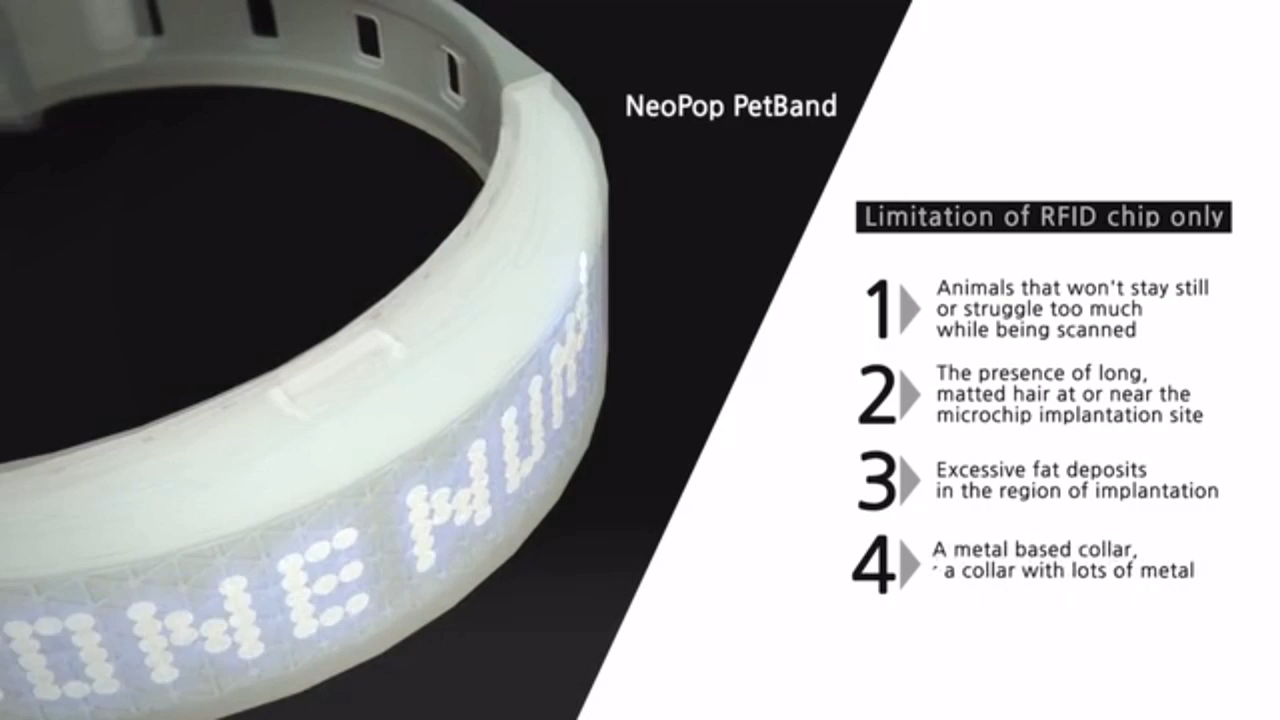 NeoPop PetBand
OME MUM!
Limitation of RFID chip only
1
Animals that won't stay still
or struggle too much
while being scanned
2
The presence of long,
matted hair at or near the
microchip implantation site
3
Excessive fat deposits
in the region of implantation
4
A metal based collar,
a collar with lots of metal